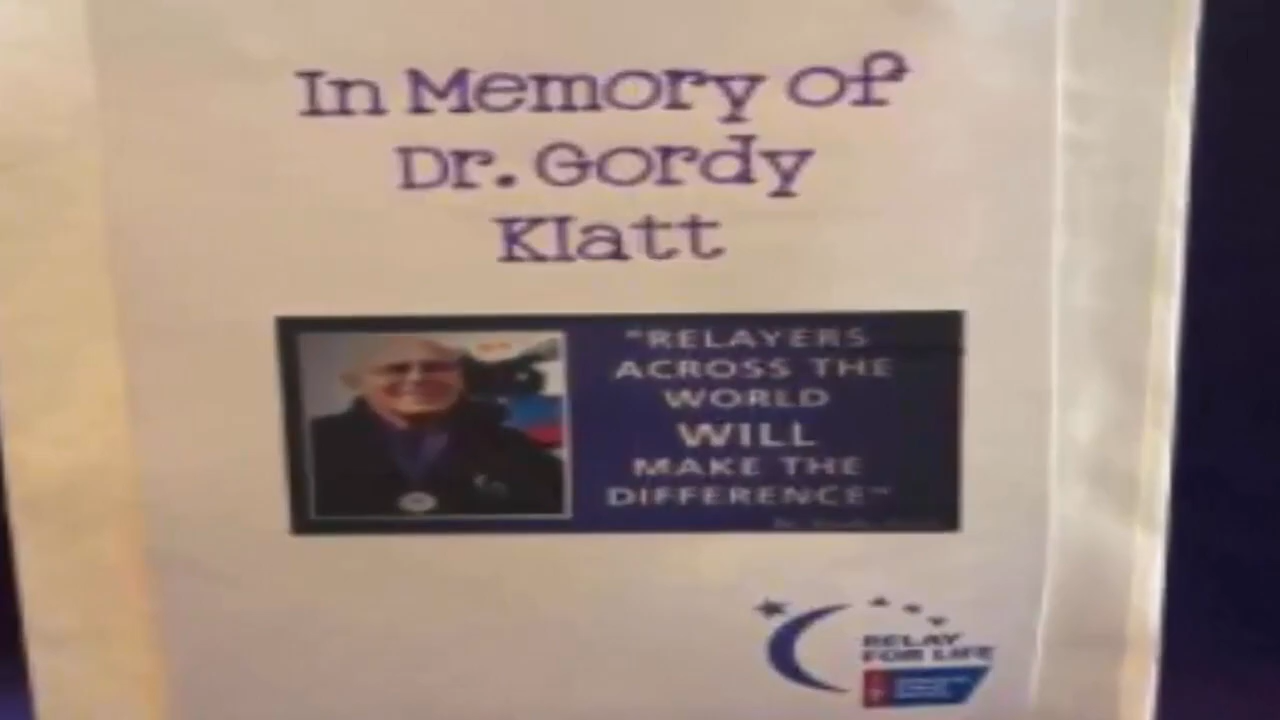 In Memory of
Dr. Gordy
Klatt
"RELAYERS
ACROSS THE
WORLD
WILL
MAKE THE
DIFFERENCE"
RELAY
FOR LIFE